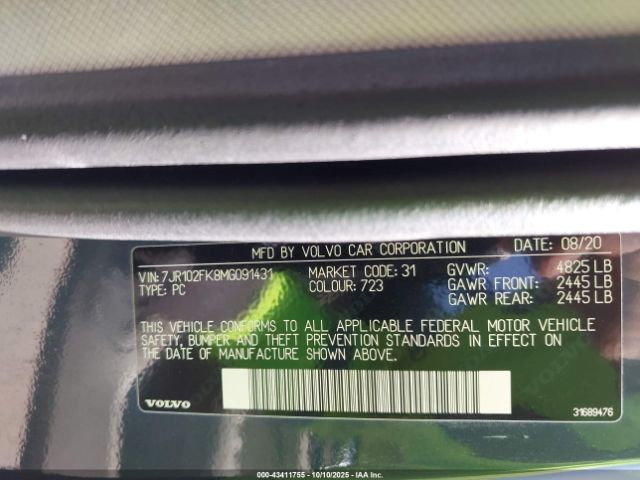 MFD BY VOLVO CAR CORPORATION DATE: 08/20
VIN: 7JR102FK8MG091431 MARKET CODE: 31 GVWR: 4825 LB
TYPE: PC COLOUR: 723 GAWR FRONT: 2445 LB
GAWR REAR: 2445 LB
THIS VEHICLE CONFORMS TO ALL APPLICABLE FEDERAL MOTOR VEHICLE
SAFETY, BUMPER AND THEFT PREVENTION STANDARDS IN EFFECT ON
THE DATE OF MANUFACTURE SHOWN ABOVE.
VOLVO 31689476
000-43411755 - 10/10/2025 - IAA Inc.